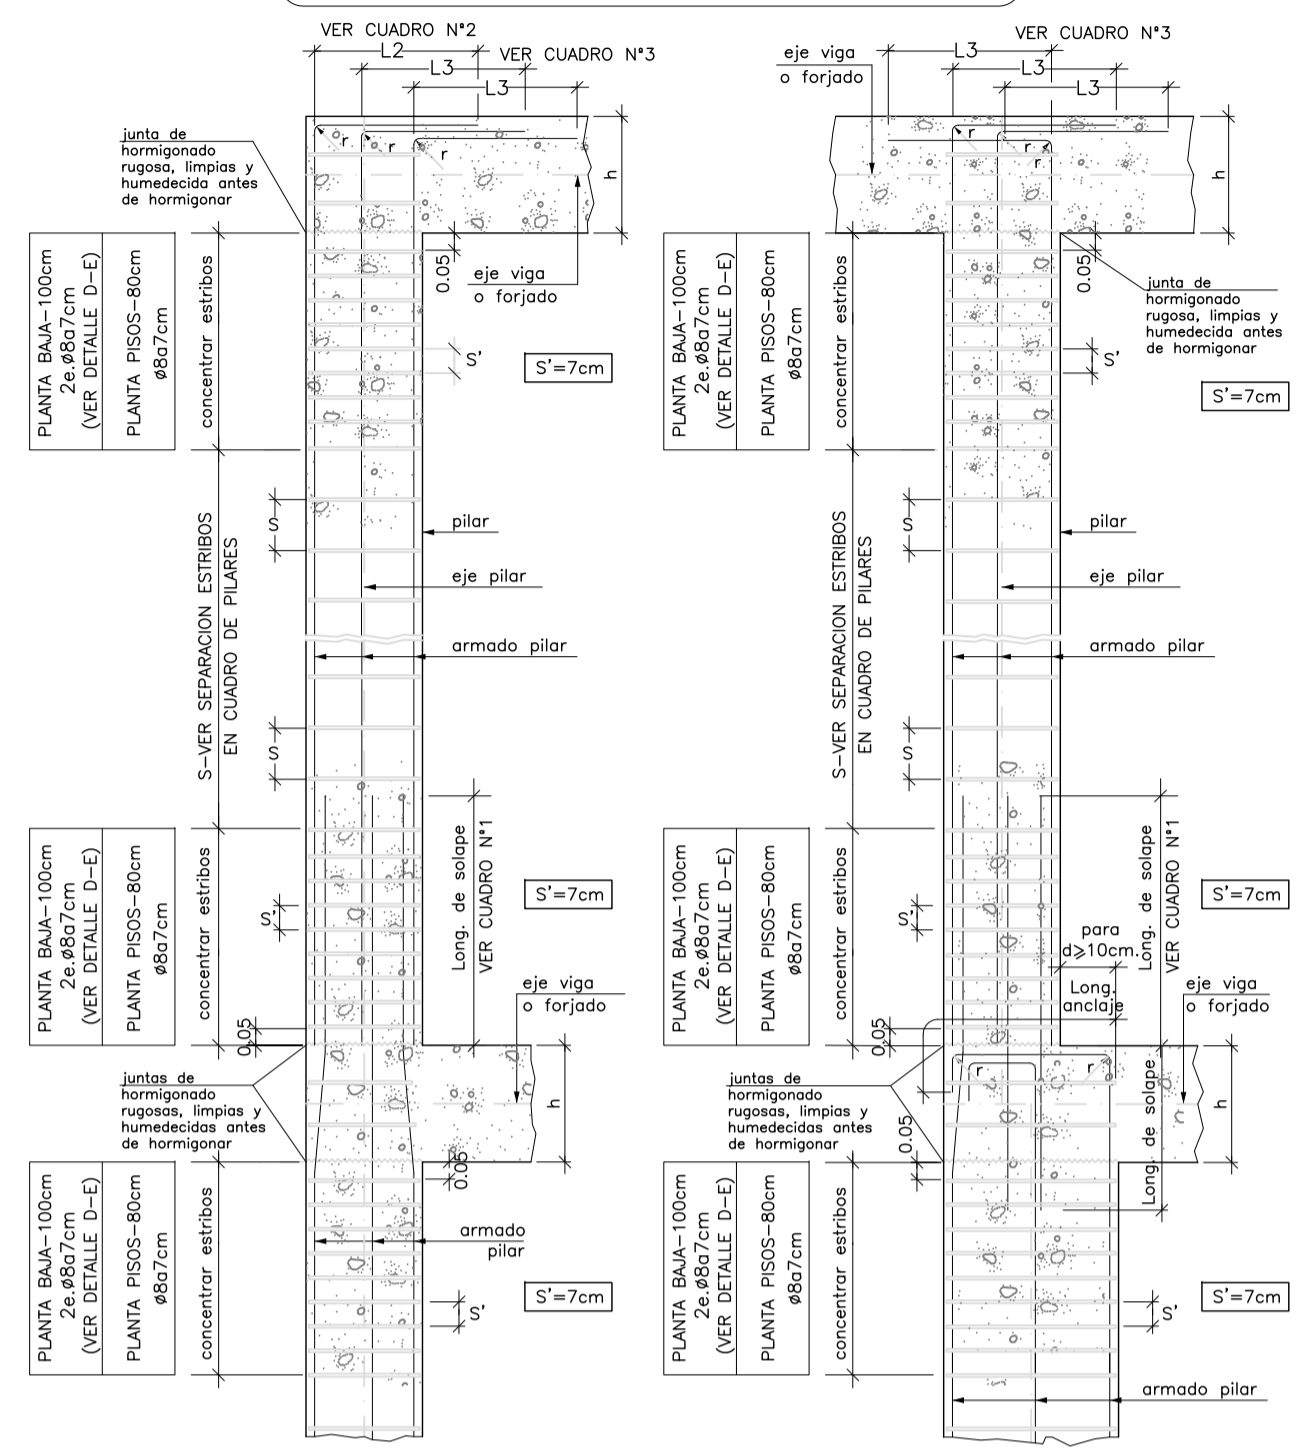 VER CUADRO N°2
L2
VER CUADRO N°3
L3
L3
junta de
hormigonado
rugosa, limpias y
humedecida antes
de hormigonar
r
r
r
h
eje viga
o forjado
0.05
PLANTA BAJA-100cm
2e.ø8a7cm
(VER DETALLE D-E)
PLANTA PISOS-80cm
ø8a7cm
concentrar estribos
S'
S'=7cm
S-VER SEPARACION ESTRIBOS
EN CUADRO DE PILARES
S
pilar
eje pilar
armado pilar
S
PLANTA BAJA-100cm
2e.ø8a7cm
(VER DETALLE D-E)
PLANTA PISOS-80cm
ø8a7cm
concentrar estribos
S'
Long. de solape
VER CUADRO N°1
S'=7cm
0,05
eje viga
o forjado
juntas de
hormigonado
rugosas, limpias y
humedecidas antes
de hormigonar
h
0.05
PLANTA BAJA-100cm
2e.ø8a7cm
(VER DETALLE D-E)
PLANTA PISOS-80cm
ø8a7cm
concentrar estribos
armado
pilar
S'
S'=7cm
VER CUADRO N°3
L3
L3
L3
eje viga
o forjado
r
r
r
h
0.05
junta de
hormigonado
rugosa, limpias y
humedecida antes
de hormigonar
PLANTA BAJA-100cm
2e.ø8a7cm
(VER DETALLE D-E)
PLANTA PISOS-80cm
ø8a7cm
concentrar estribos
S'
S'=7cm
S-VER SEPARACION ESTRIBOS
EN CUADRO DE PILARES
S
pilar
eje pilar
armado pilar
S
PLANTA BAJA-100cm
2e.ø8a7cm
(VER DETALLE D-E)
PLANTA PISOS-80cm
ø8a7cm
concentrar estribos
S'
Long. de solape
VER CUADRO N°1
S'=7cm
para
d⩾10cm.
Long.
anclaje
0,05
eje viga
o forjado
juntas de
hormigonado
rugosas, limpias y
humedecidas antes
de hormigonar
r
r
Long. de solape
h
0.05
PLANTA BAJA-100cm
2e.ø8a7cm
(VER DETALLE D-E)
PLANTA PISOS-80cm
ø8a7cm
concentrar estribos
S'
S'=7cm
armado pilar